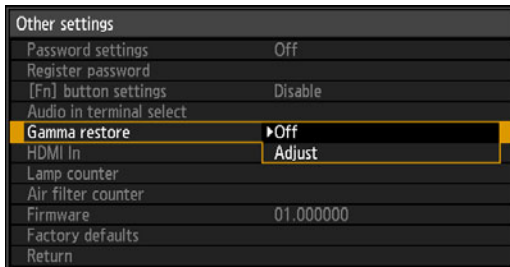 Other settings
Password settings Off
Register password
[Fn] button settings Disable
Audio in terminal select
Gamma restore ▶Off
HDMI In Adjust
Lamp counter
Air filter counter
Firmware 01.000000
Factory defaults
Return